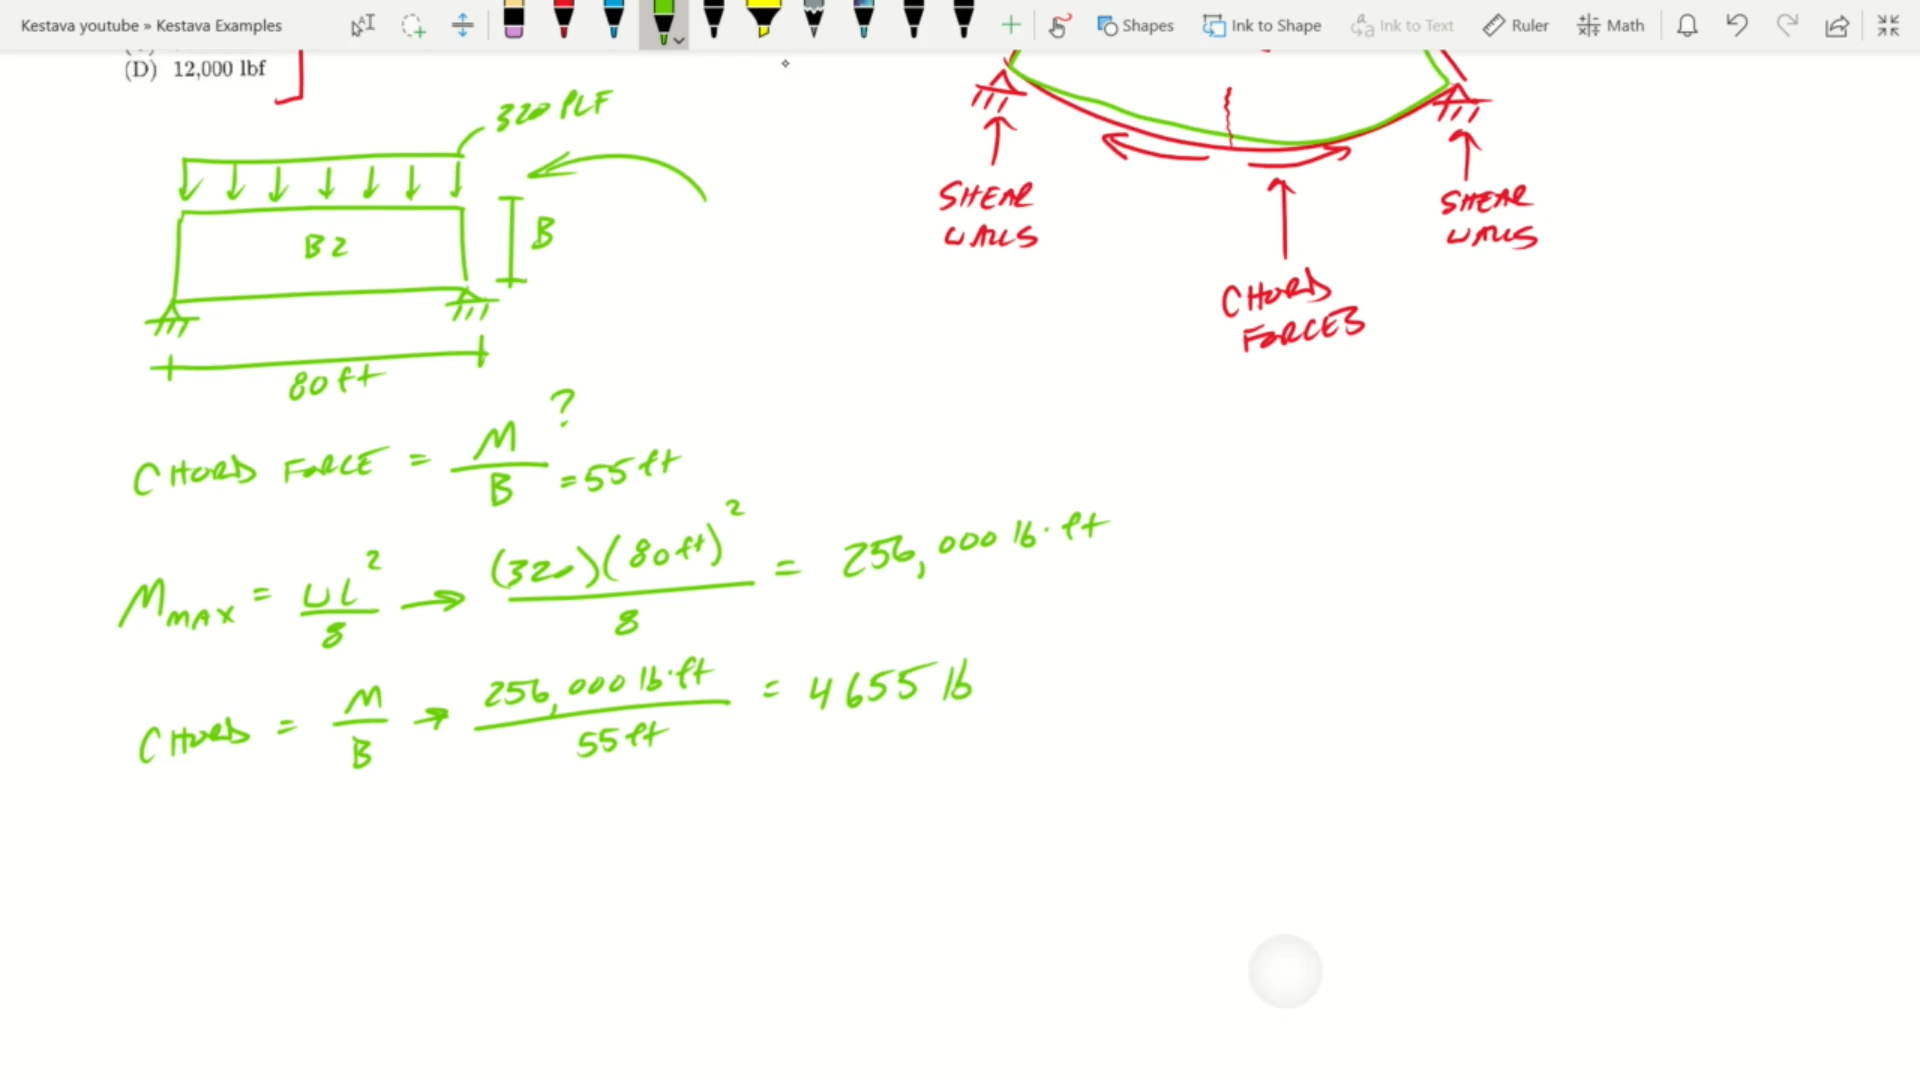 Kestava youtube » Kestava Examples
Shapes
Ink to Shape
Ink to Text
Ruler
Math
(D) 12,000 lbf
320 PLF
B2
B
80 ft
SHEAR WALLS
SHEAR WALLS
CHORD FORCES
CHORD FORCE = M / B ? = 55 ft
M MAX = WL² / 8 → (320)(80ft)² / 8 = 256,000 lb·ft
CHORD = M / B → 256,000 lb·ft / 55 ft = 4655 lb